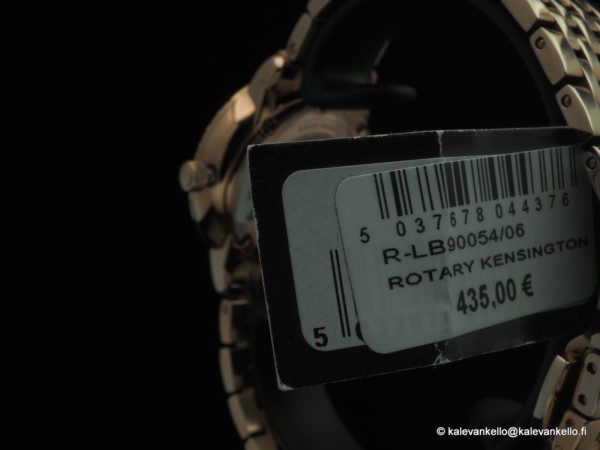 5 037678 044376
R-LB90054/06
ROTARY KENSINGTON
435,00 €
5
© kalevankello@kalevankello.fi